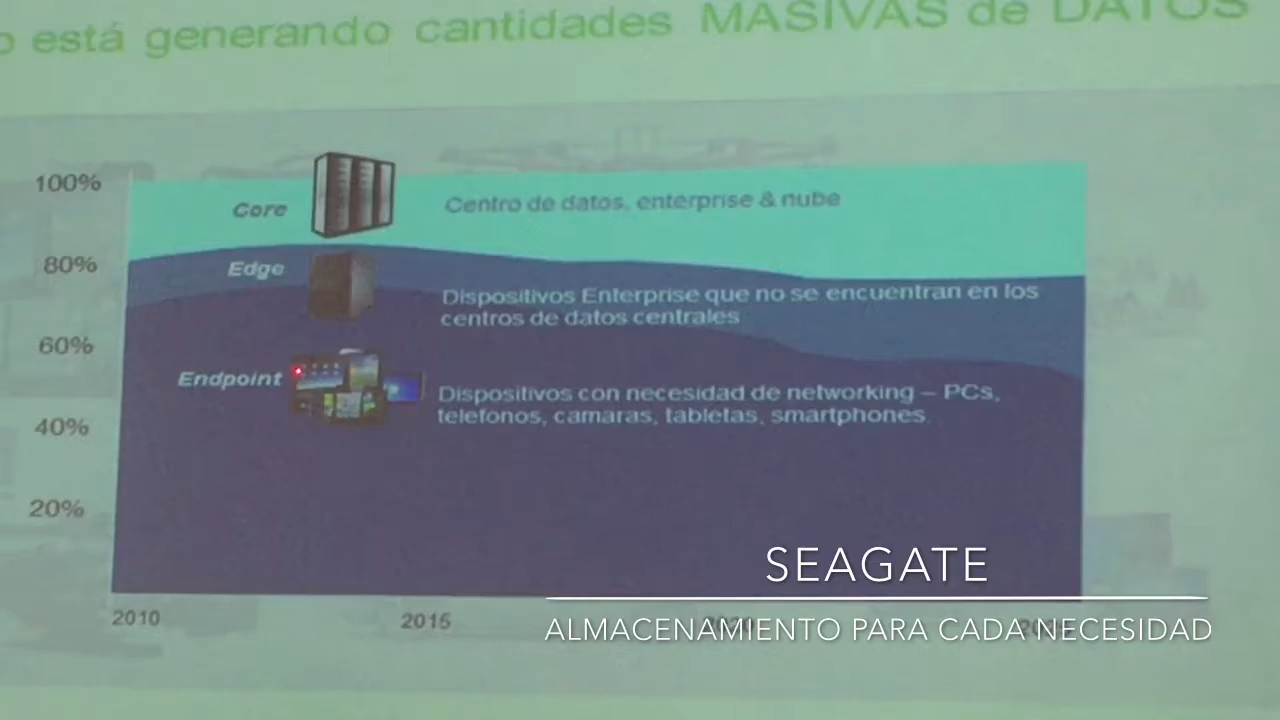 está generando cantidades MASIVAS de DATOS
100%
Core
Centro de datos, enterprise & nube
80%
Edge
Dispositivos Enterprise que no se encuentran en los
centros de datos centrales
60%
Endpoint
Dispositivos con necesidad de networking – PCs,
telefonos, camaras, tabletas, smartphones.
40%
20%
SEAGATE
2010
2015
ALMACENAMIENTO PARA CADA NECESIDAD